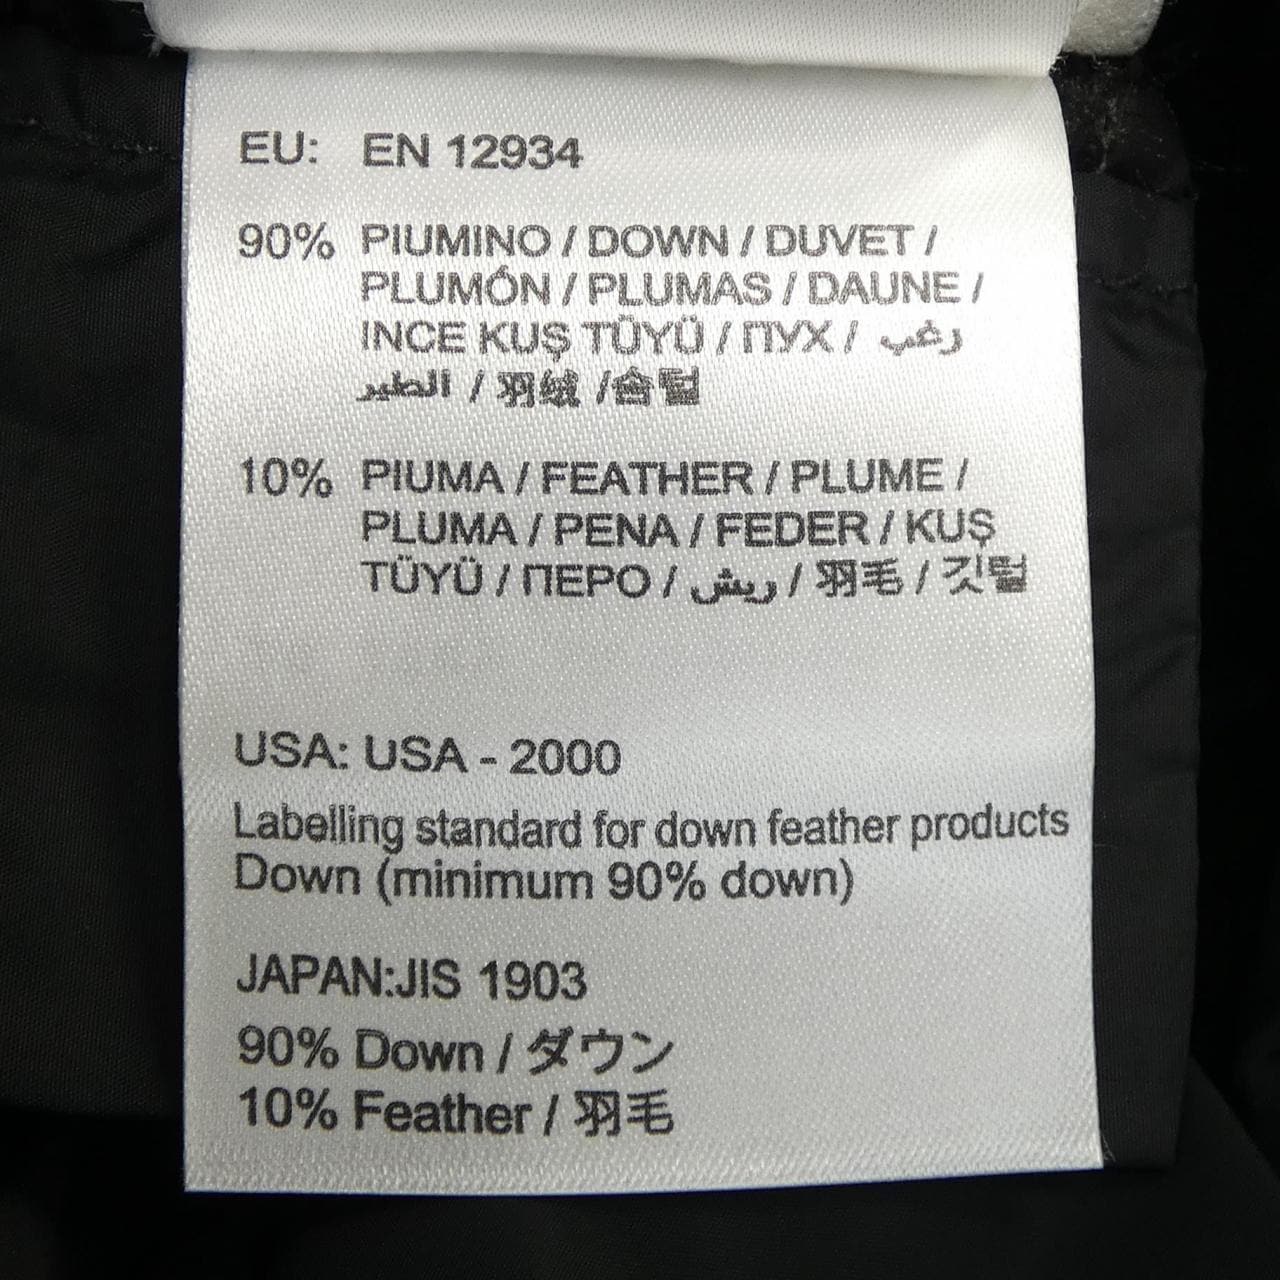 EU: EN 12934
90% PIUMINO / DOWN / DUVET /
PLUMÓN / PLUMAS / DAUNE /
INCE KUŞ TÜYÜ / ПУХ / رغب
الطير / 羽绒 /솜털
10% PIUMA / FEATHER / PLUME /
PLUMA / PENA / FEDER / KUŞ
TÜYÜ / ПЕРО / ريش / 羽毛 / 깃털
USA: USA - 2000
Labelling standard for down feather products
Down (minimum 90% down)
JAPAN:JIS 1903
90% Down / ダウン
10% Feather / 羽毛